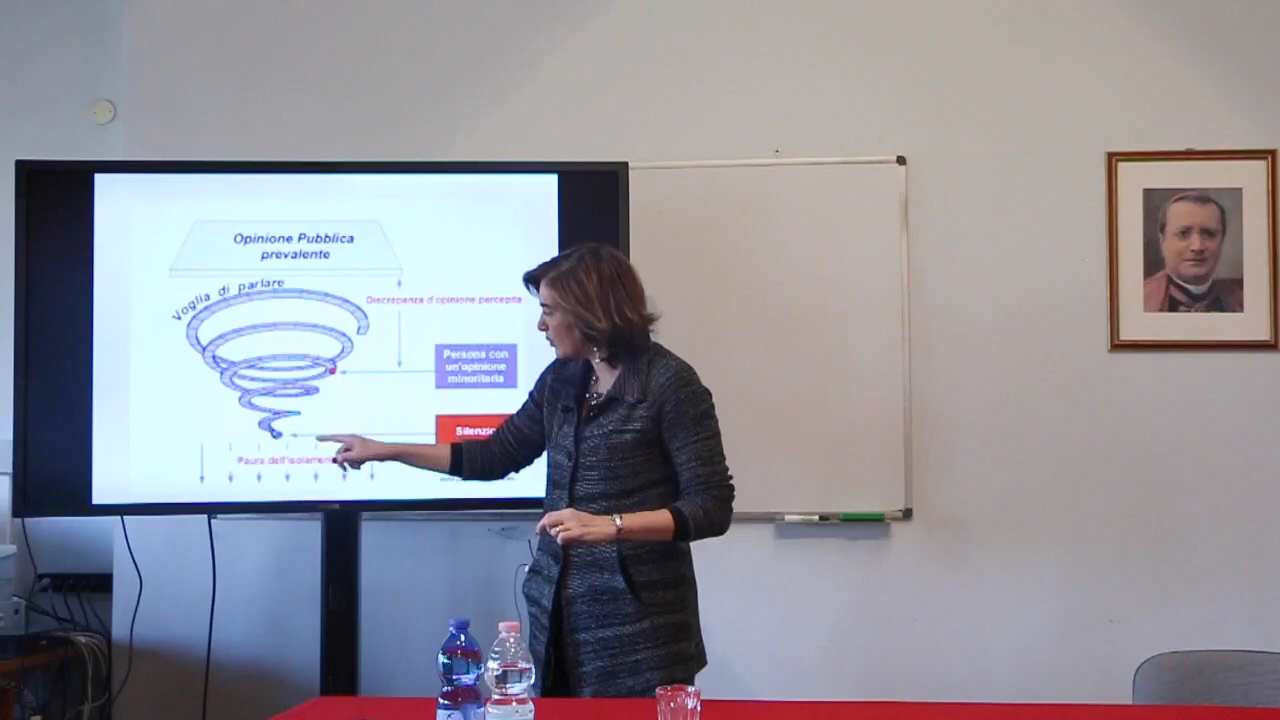 Opinione Pubblica
prevalente
Voglia di parlare
Discrepanza d'opinione percepita
Persona con
un'opinione
minoritaria
Silenzio
Paura dell'isolamento